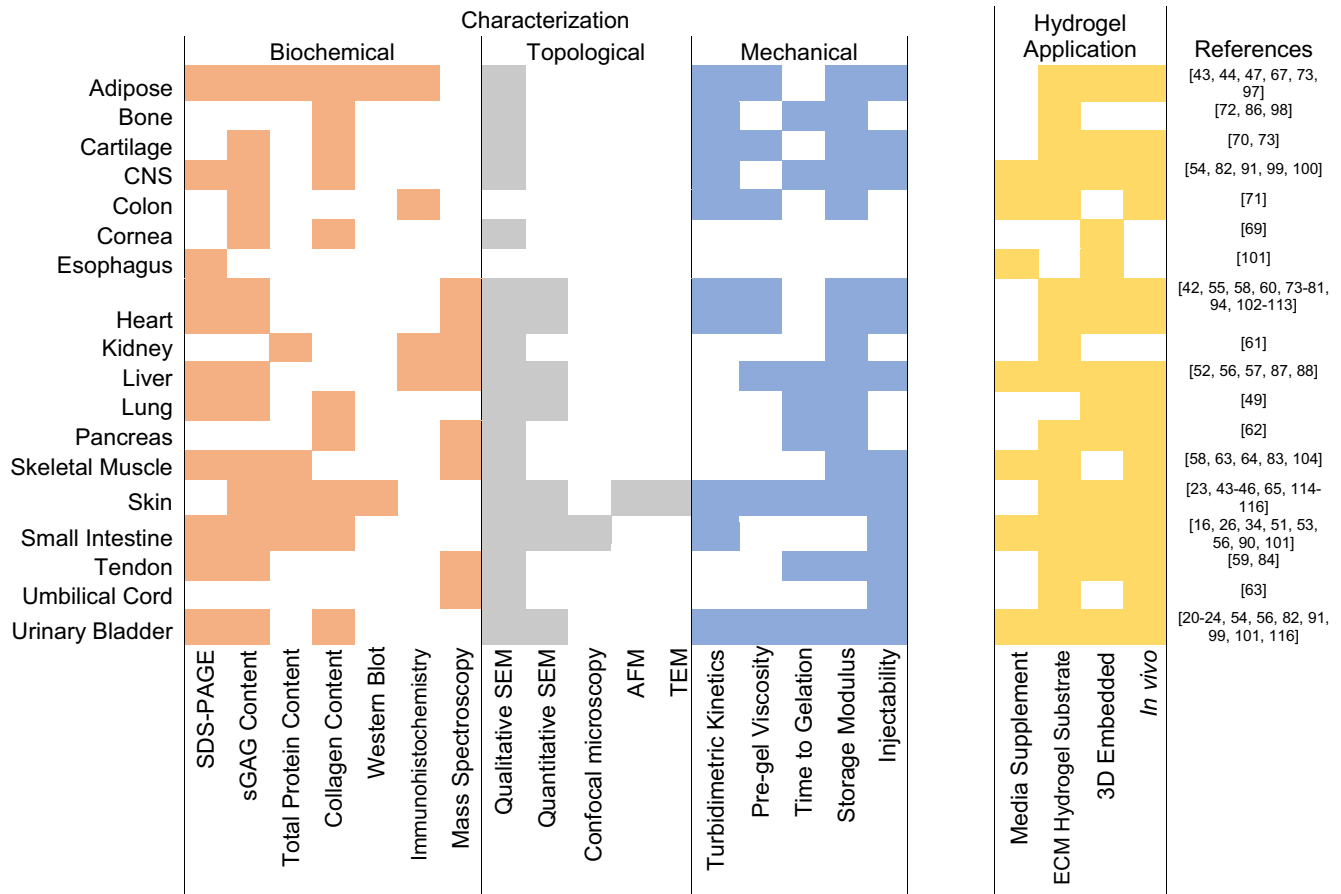 Characterization
Hydrogel
Application
Biochemical
Topological
Mechanical
References
Adipose
[43, 44, 47, 67, 73,
97]
Bone
[72, 86, 98]
Cartilage
[70, 73]
CNS
[54, 82, 91, 99, 100]
Colon
[71]
Cornea
[69]
Esophagus
[101]
Heart
[42, 55, 58, 60, 73-81,
94, 102-113]
Kidney
[61]
Liver
[52, 56, 57, 87, 88]
Lung
[49]
Pancreas
[62]
Skeletal Muscle
[58, 63, 64, 83, 104]
Skin
[23, 43-46, 65, 114-
116]
Small Intestine
[16, 26, 34, 51, 53,
56, 90, 101]
Tendon
[59, 84]
Umbilical Cord
[63]
Urinary Bladder
[20-24, 54, 56, 82, 91,
99, 101, 116]
SDS-PAGE
sGAG Content
Total Protein Content
Collagen Content
Western Blot
Immunohistochemistry
Mass Spectroscopy
Qualitative SEM
Quantitative SEM
Confocal microscopy
AFM
TEM
Turbidimetric Kinetics
Pre-gel Viscosity
Time to Gelation
Storage Modulus
Injectability
Media Supplement
ECM Hydrogel Substrate
3D Embedded
In vivo